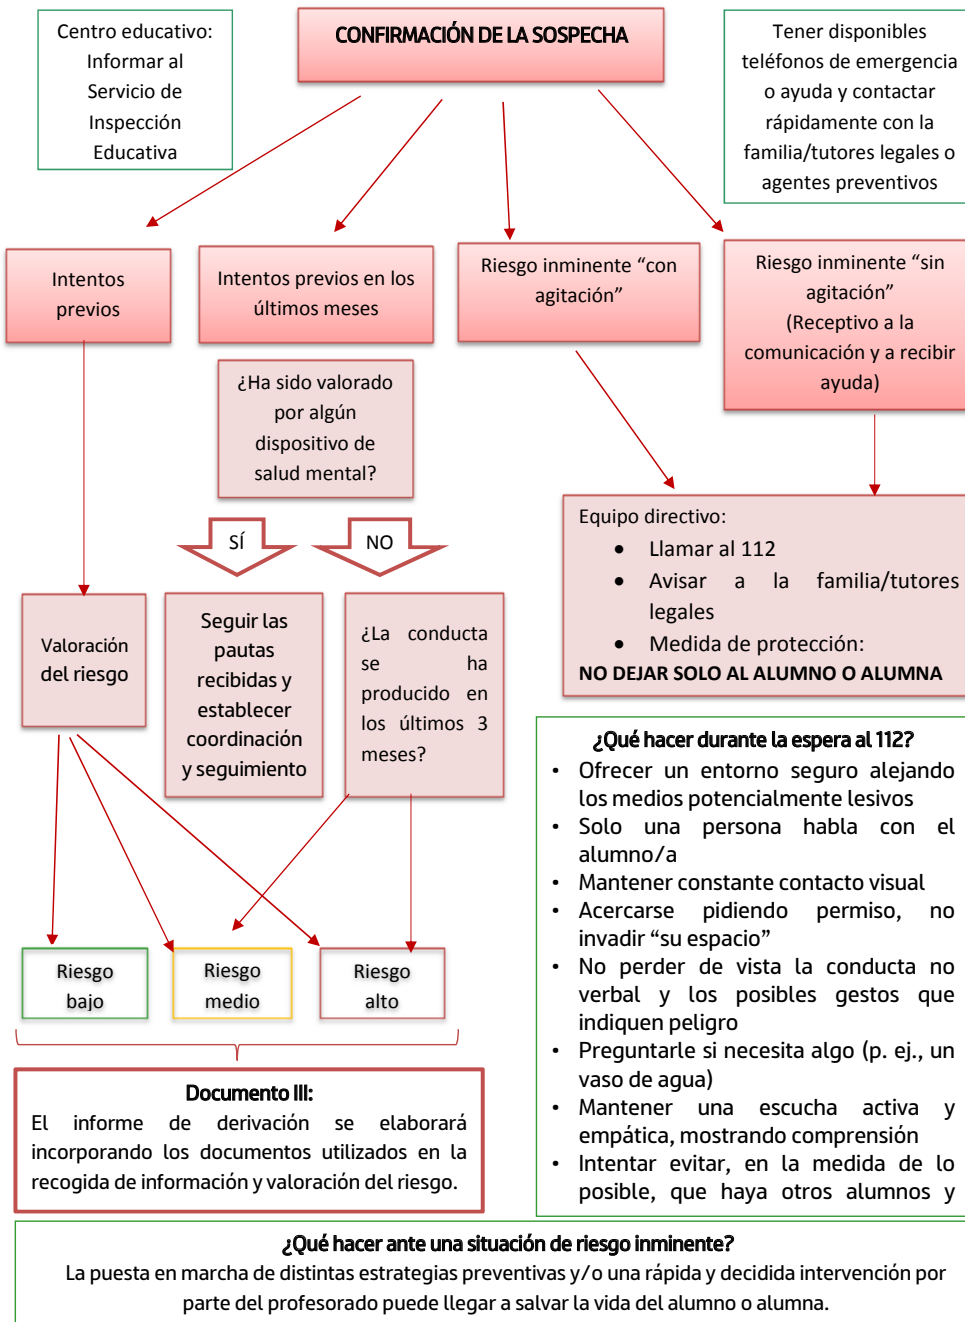 Centro educativo:
Informar al
Servicio de
Inspección
Educativa
CONFIRMACIÓN DE LA SOSPECHA
Tener disponibles
teléfonos de emergencia
o ayuda y contactar
rápidamente con la
familia/tutores legales o
agentes preventivos
Intentos
previos
Intentos previos en los
últimos meses
Riesgo inminente “con
agitación”
Riesgo inminente “sin
agitación”
(Receptivo a la
comunicación y a recibir
ayuda)
¿Ha sido valorado
por algún
dispositivo de
salud mental?
SÍ
NO
Equipo directivo:
• Llamar al 112
• Avisar a la familia/tutores
legales
• Medida de protección:
NO DEJAR SOLO AL ALUMNO O ALUMNA
Valoración
del riesgo
Seguir las
pautas
recibidas y
establecer
coordinación
y seguimiento
¿La conducta
se ha
producido en
los últimos 3
meses?
Riesgo
bajo
Riesgo
medio
Riesgo
alto
Documento III:
El informe de derivación se elaborará
incorporando los documentos utilizados en la
recogida de información y valoración del riesgo.
¿Qué hacer durante la espera al 112?
• Ofrecer un entorno seguro alejando
los medios potencialmente lesivos
• Solo una persona habla con el
alumno/a
• Mantener constante contacto visual
• Acercarse pidiendo permiso, no
invadir “su espacio”
• No perder de vista la conducta no
verbal y los posibles gestos que
indiquen peligro
• Preguntarle si necesita algo (p. ej., un
vaso de agua)
• Mantener una escucha activa y
empática, mostrando comprensión
• Intentar evitar, en la medida de lo
posible, que haya otros alumnos y
¿Qué hacer ante una situación de riesgo inminente?
La puesta en marcha de distintas estrategias preventivas y/o una rápida y decidida intervención por
parte del profesorado puede llegar a salvar la vida del alumno o alumna.